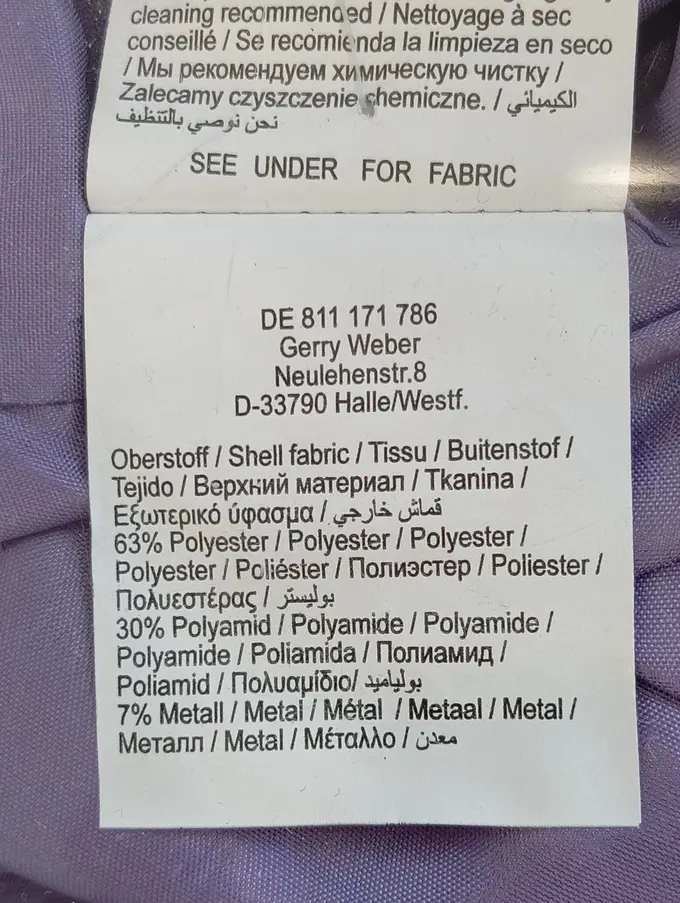 cleaning recommended / Nettoyage à sec
conseillé / Se recomienda la limpieza en seco
/ Мы рекомендуем химическую чистку /
Zalecamy czyszczenie chemiczne. / الكيميائي
نحن نوصي بالتنظيف
SEE UNDER FOR FABRIC
DE 811 171 786
Gerry Weber
Neulehenstr.8
D-33790 Halle/Westf.
Oberstoff / Shell fabric / Tissu / Buitenstof /
Tejido / Верхний материал / Tkanina /
Εξωτερικό ύφασμα / قماش خارجي
63% Polyester / Polyester / Polyester /
Polyester / Poliéster / Полиэстер / Poliester /
Πολυεστέρας / بوليستر
30% Polyamid / Polyamide / Polyamide /
Polyamide / Poliamida / Полиамид /
Poliamid / Πολυαμίδιο/ بولياميد
7% Metall / Metal / Métal / Metaal / Metal /
Металл / Metal / Μέταλλο / معدن